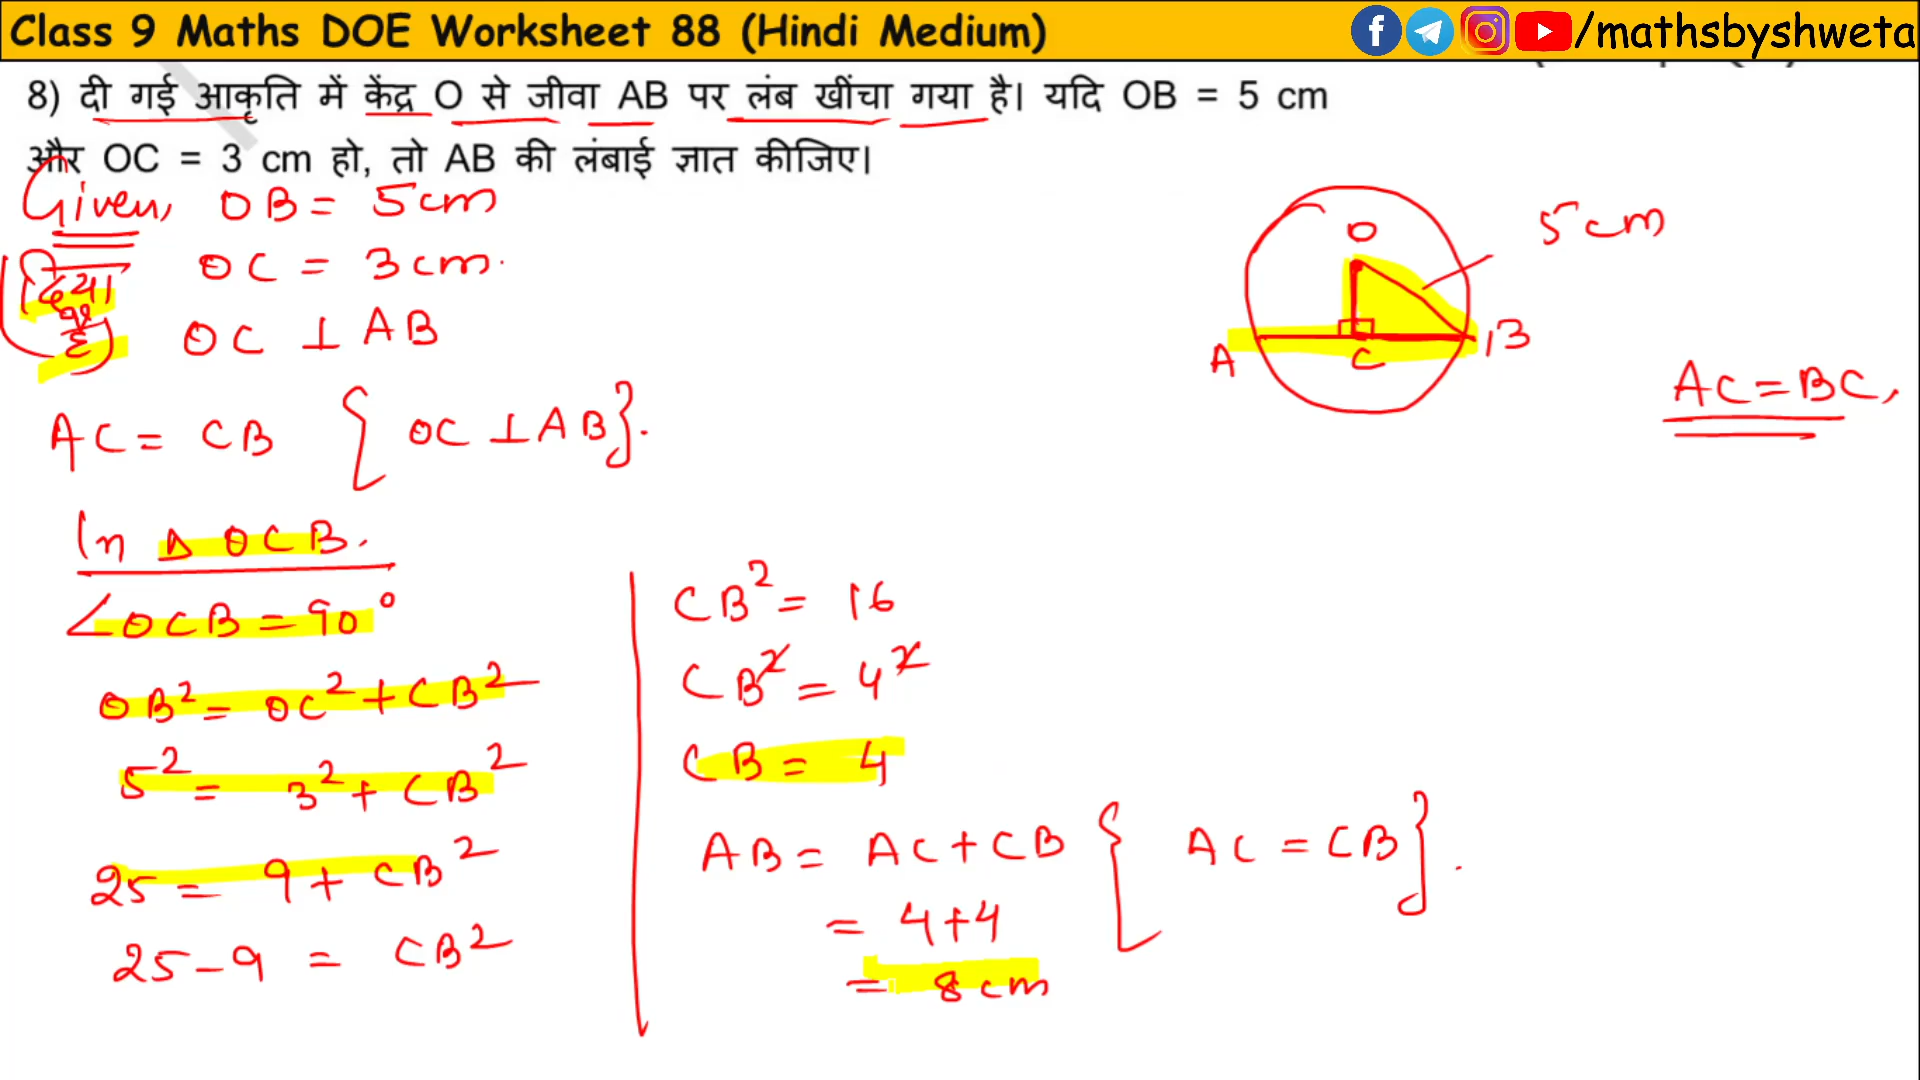 Class 9 Maths DOE Worksheet 88 (Hindi Medium)
/mathsbyshweta
8) दी गई आकृति में केंद्र O से जीवा AB पर लंब खींचा गया है। यदि OB = 5 cm
और OC = 3 cm हो, तो AB की लंबाई ज्ञात कीजिए।
Given, OB = 5cm
(दिया है)
OC = 3cm.
OC ⊥ AB
AC = CB { OC ⊥ AB }.
In Δ OCB.
∠OCB = 90°
OB² = OC² + CB²
5² = 3² + CB²
25 = 9 + CB²
25 - 9 = CB²
CB² = 16
CB² = 4²
CB = 4
AB = AC + CB { AC = CB }.
= 4+4
= 8cm
O
5cm
A
C
B
AC = BC,